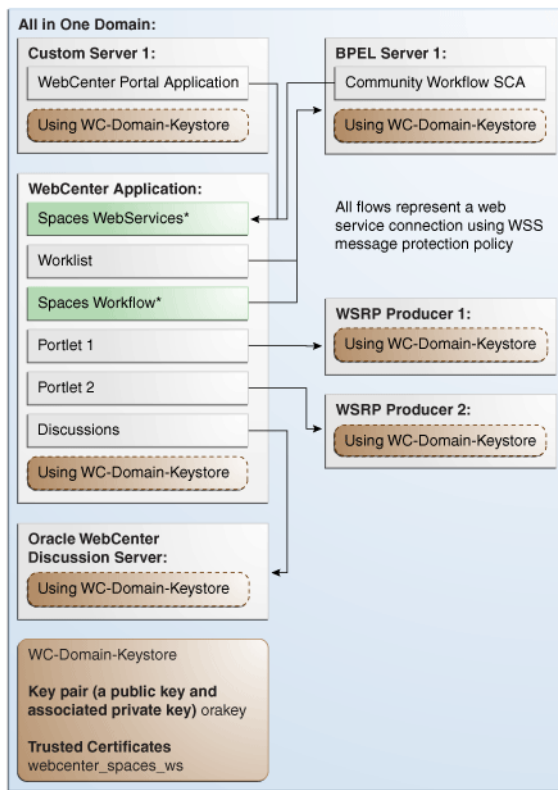 All in One Domain:
Custom Server 1:
WebCenter Portal Application
Using WC-Domain-Keystore
BPEL Server 1:
Community Workflow SCA
Using WC-Domain-Keystore
WebCenter Application:
Spaces WebServices*
Worklist
Spaces Workflow*
Portlet 1
Portlet 2
Discussions
Using WC-Domain-Keystore
All flows represent a web
service connection using WSS
message protection policy
WSRP Producer 1:
Using WC-Domain-Keystore
WSRP Producer 2:
Using WC-Domain-Keystore
Oracle WebCenter
Discussion Server:
Using WC-Domain-Keystore
WC-Domain-Keystore
Key pair (a public key and
associated private key) orakey
Trusted Certificates
webcenter_spaces_ws